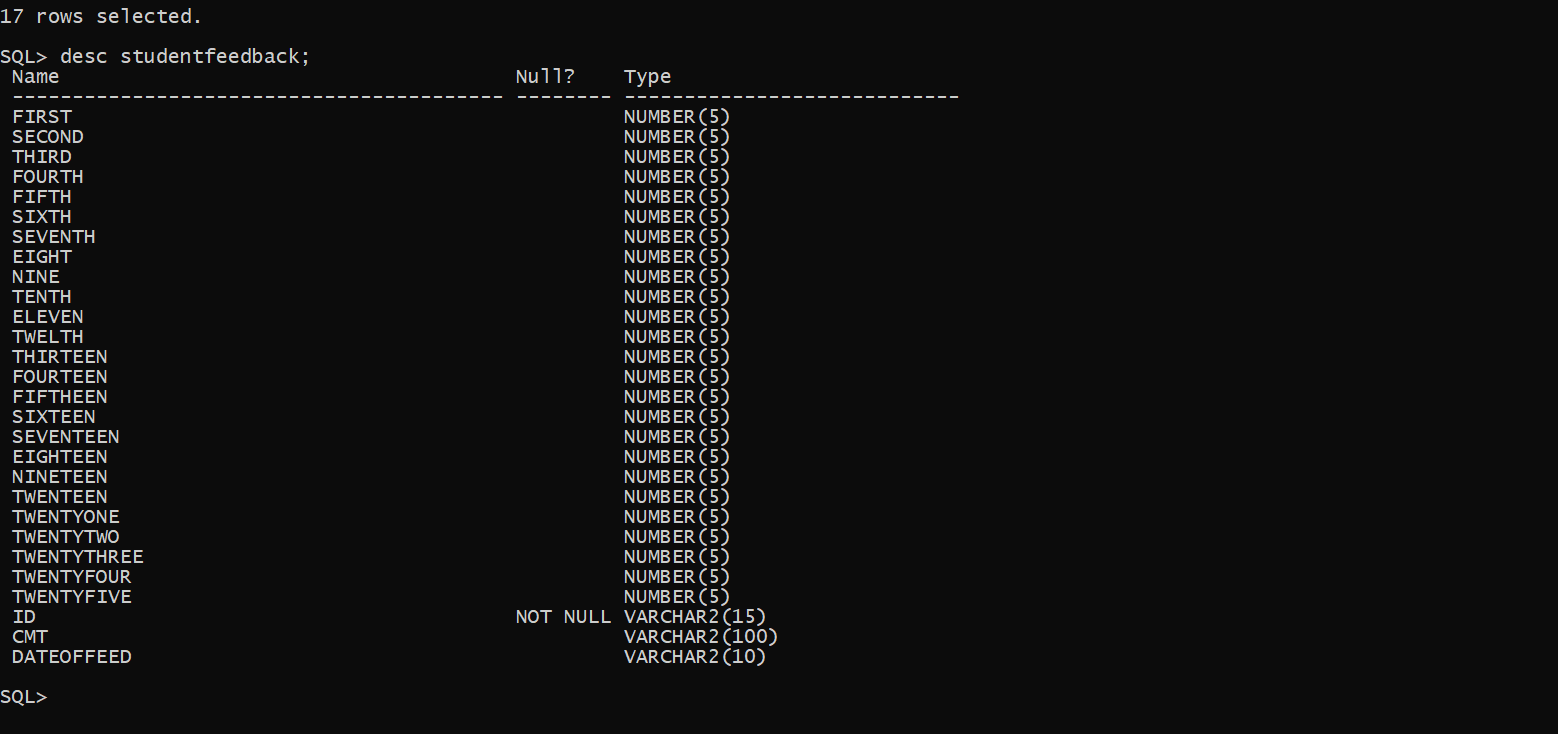 17 rows selected.
SQL> desc studentfeedback;
Name Null? Type
----------------------------------------- -------- ----------------------------
FIRST NUMBER(5)
SECOND NUMBER(5)
THIRD NUMBER(5)
FOURTH NUMBER(5)
FIFTH NUMBER(5)
SIXTH NUMBER(5)
SEVENTH NUMBER(5)
EIGHT NUMBER(5)
NINE NUMBER(5)
TENTH NUMBER(5)
ELEVEN NUMBER(5)
TWELTH NUMBER(5)
THIRTEEN NUMBER(5)
FOURTEEN NUMBER(5)
FIFTHEEN NUMBER(5)
SIXTEEN NUMBER(5)
SEVENTEEN NUMBER(5)
EIGHTEEN NUMBER(5)
NINETEEN NUMBER(5)
TWENTEEN NUMBER(5)
TWENTYONE NUMBER(5)
TWENTYTWO NUMBER(5)
TWENTYTHREE NUMBER(5)
TWENTYFOUR NUMBER(5)
TWENTYFIVE NUMBER(5)
ID NOT NULL VARCHAR2(15)
CMT VARCHAR2(100)
DATEOFFEED VARCHAR2(10)
SQL>